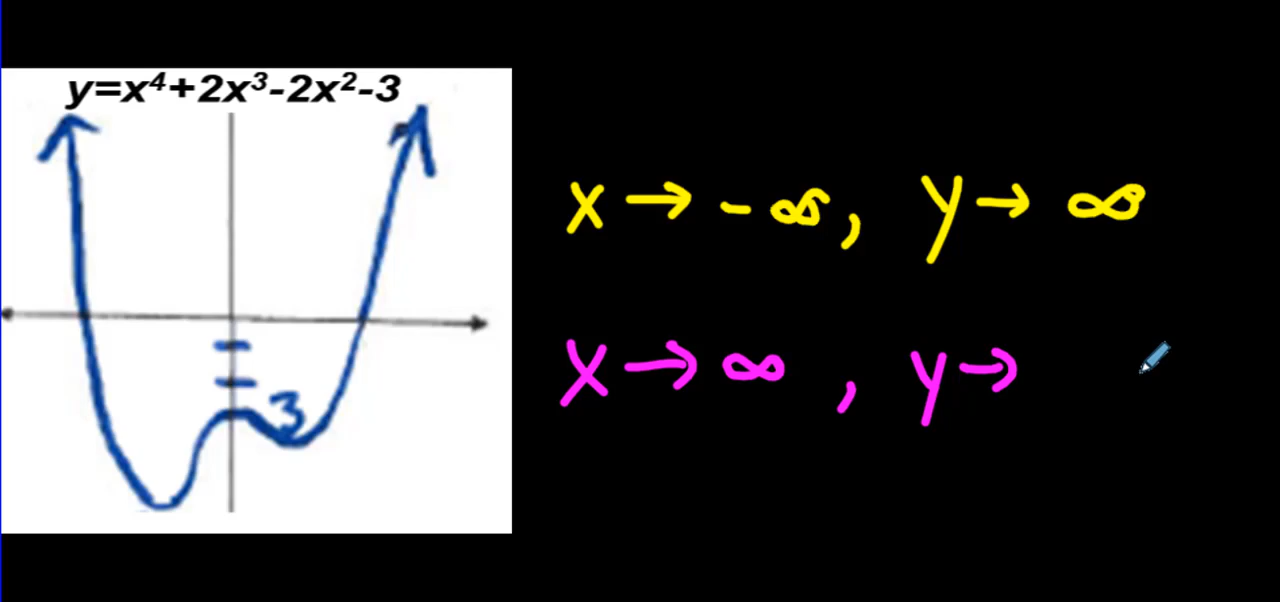 y=x⁴+2x³-2x²-3
x → - ∞, y → ∞
3
x → ∞, y →